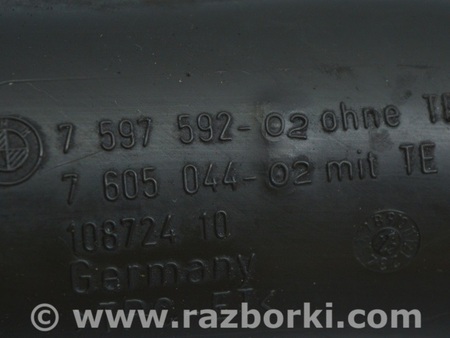 7 597 592-02 ohne TE
7 605 044-02 mit TE
108724 10
Germany
© www.razborki.com